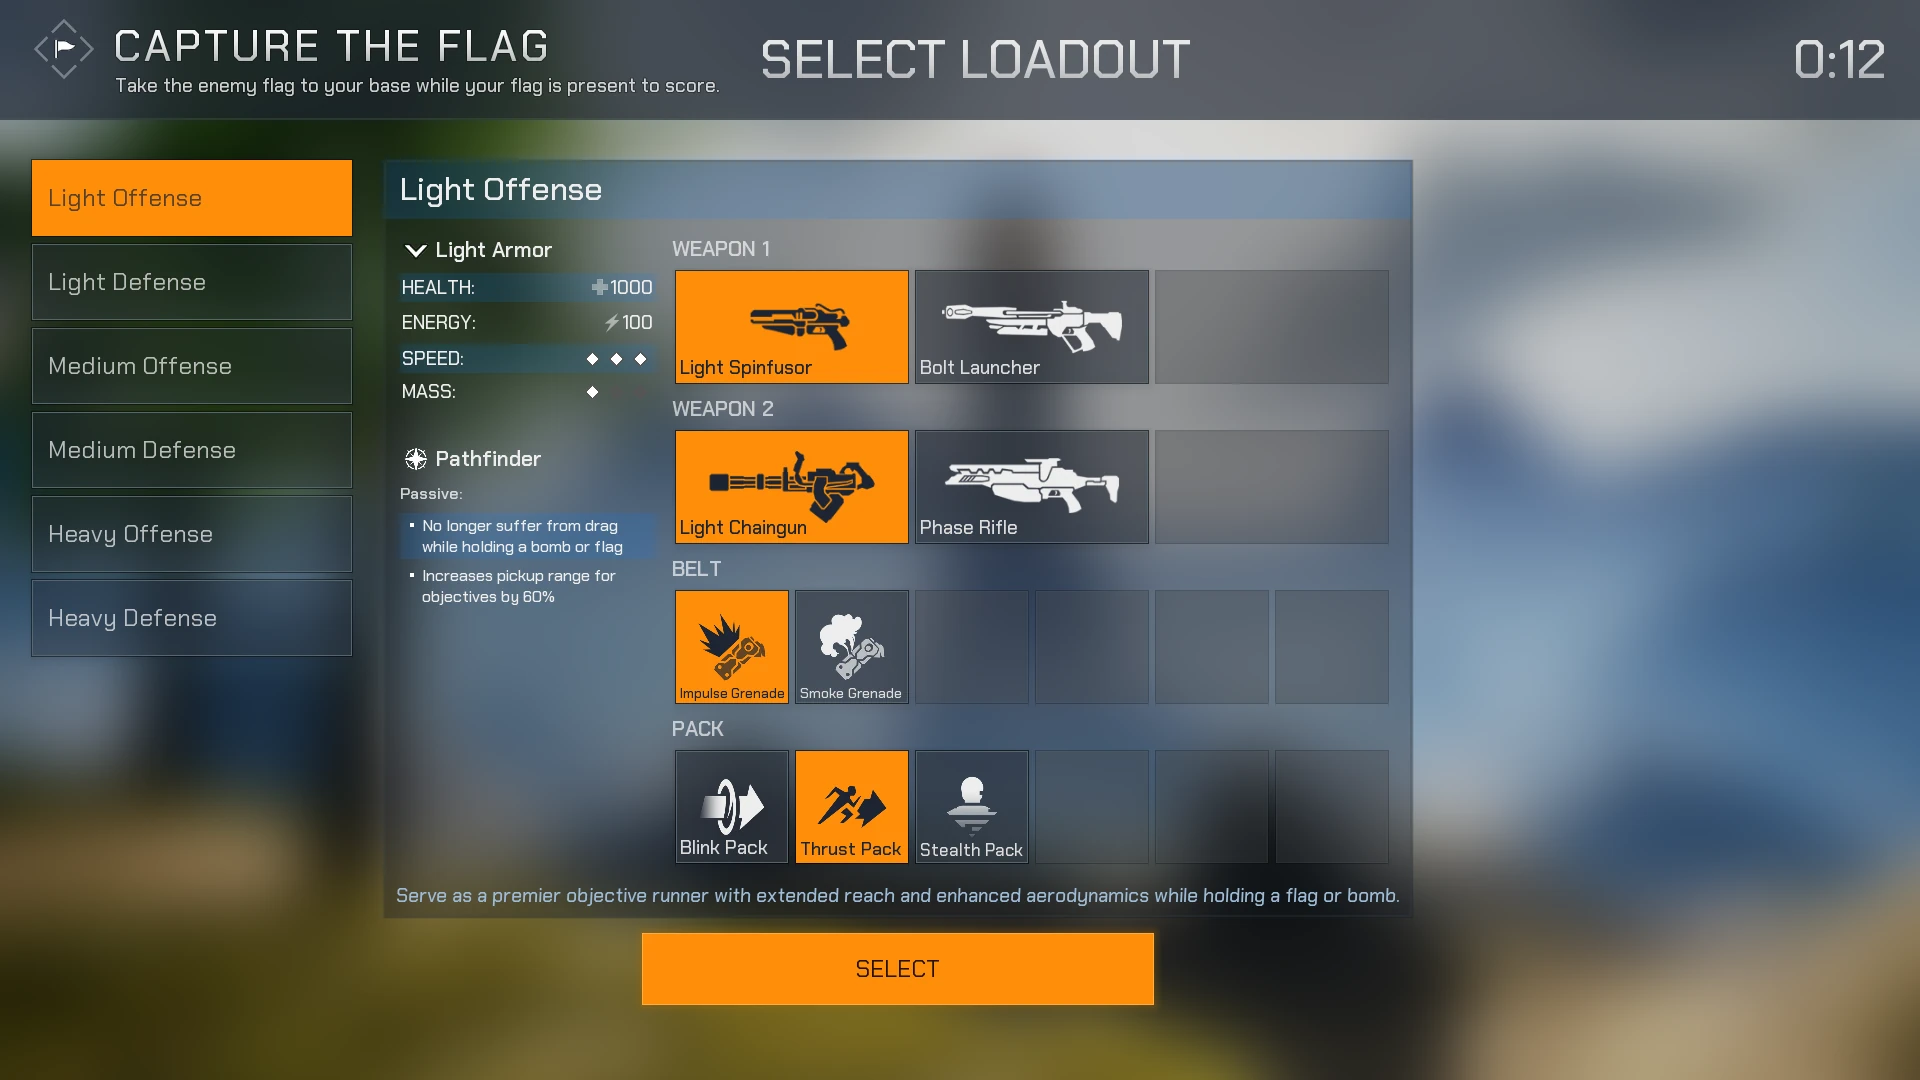 CAPTURE THE FLAG
Take the enemy flag to your base while your flag is present to score.
SELECT LOADOUT
0:12
Light Offense
Light Defense
Medium Offense
Medium Defense
Heavy Offense
Heavy Defense
Light Offense
Light Armor
HEALTH: 1000
ENERGY: 100
SPEED:
MASS:
Pathfinder
Passive:
No longer suffer from drag
while holding a bomb or flag
Increases pickup range for
objectives by 60%
WEAPON 1
Light Spinfusor
Bolt Launcher
WEAPON 2
Light Chaingun
Phase Rifle
BELT
Impulse Grenade
Smoke Grenade
PACK
Blink Pack
Thrust Pack
Stealth Pack
Serve as a premier objective runner with extended reach and enhanced aerodynamics while holding a flag or bomb.
SELECT